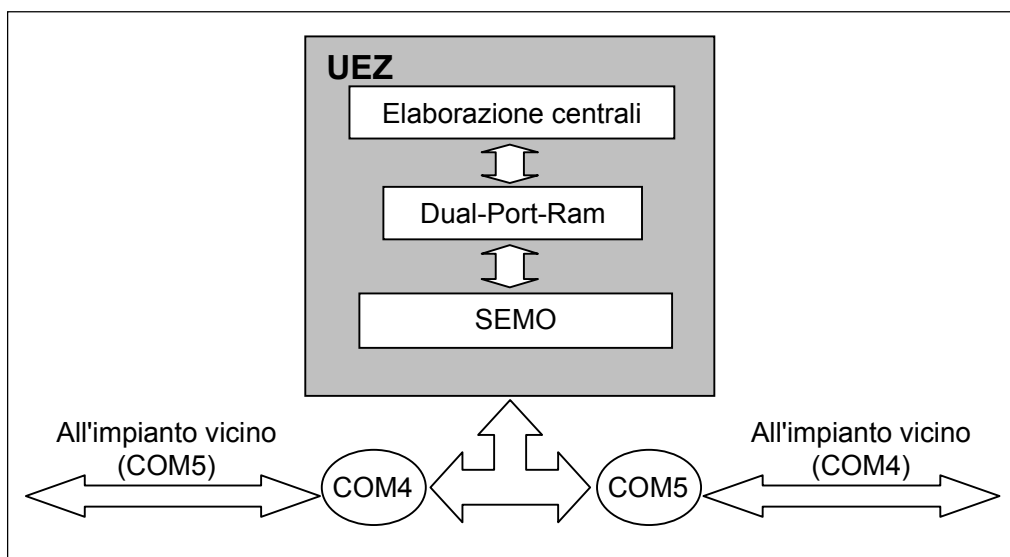 UEZ
Elaborazione centrali
Dual-Port-Ram
SEMO
All'impianto vicino
(COM5)
COM4
COM5
All'impianto vicino
(COM4)